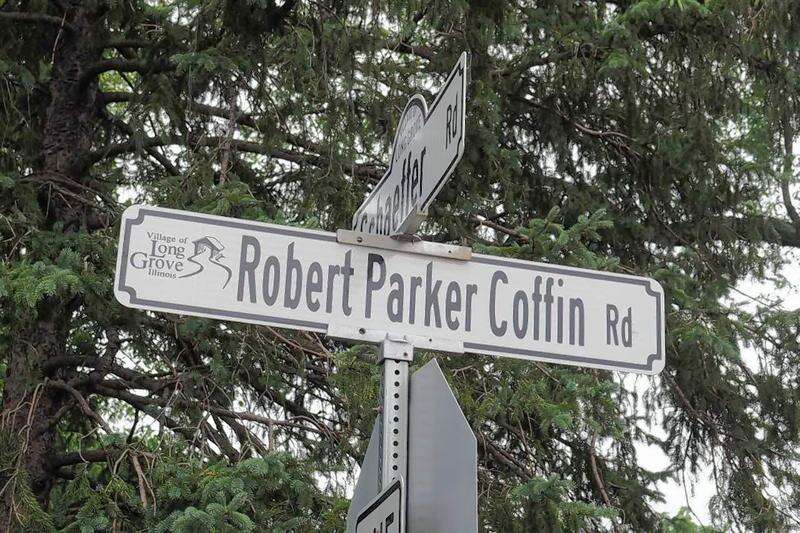 Schaeffer Rd
Village of
Long
Grove
Illinois
Robert Parker Coffin Rd